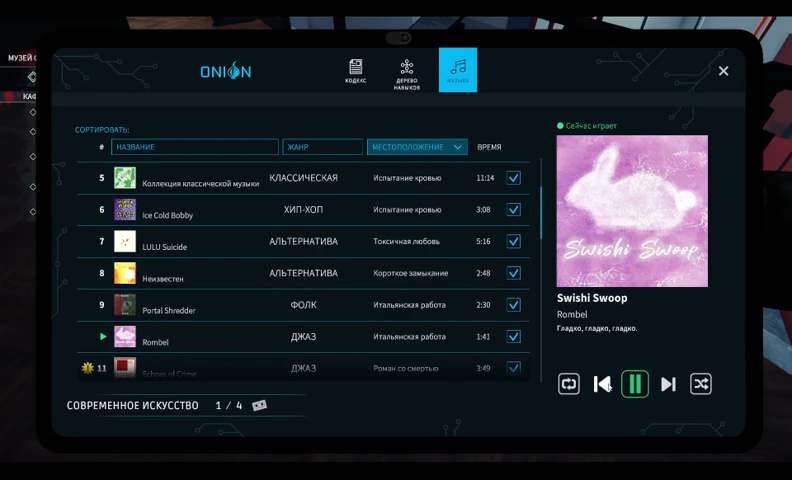 МУЗЕЙ С
КАФ
ONION
КОДЕКС
ДЕРЕВО
НАВЫКОВ
МУЗЫКА
СОРТИРОВАТЬ:
# НАЗВАНИЕ ЖАНР МЕСТОПОЛОЖЕНИЕ ВРЕМЯ
5 Коллекция классической музыки КЛАССИЧЕСКАЯ Испытание кровью 11:14
6 Ice Cold Bobby ХИП-ХОП Испытание кровью 3:08
7 LULU Suicide АЛЬТЕРНАТИВА Токсичная любовь 5:16
8 Неизвестен АЛЬТЕРНАТИВА Короткое замыкание 2:48
9 Portal Shredder ФОЛК Итальянская работа 2:30
Rombel ДЖАЗ Итальянская работа 1:41
11 Echoes of Crime ДЖАЗ Роман со смертью 3:49
СОВРЕМЕННОЕ ИСКУССТВО 1 / 4
Сейчас играет
Swishi Swoop
Swishi Swoop
Rombel
Гладко, гладко, гладко.